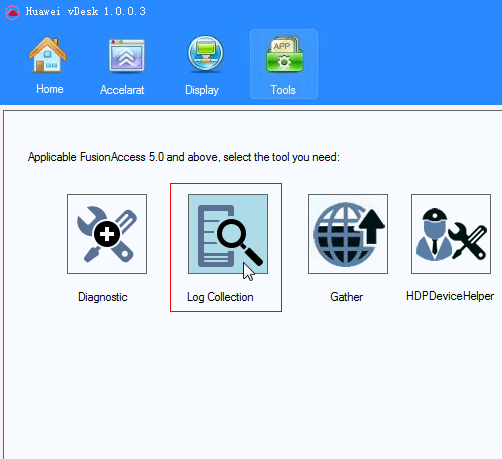 Huawei vDesk 1.0.0.3
Home Accelarat Display Tools
APP
Applicable FusionAccess 5.0 and above, select the tool you need:
Diagnostic Log Collection Gather HDPDeviceHelper